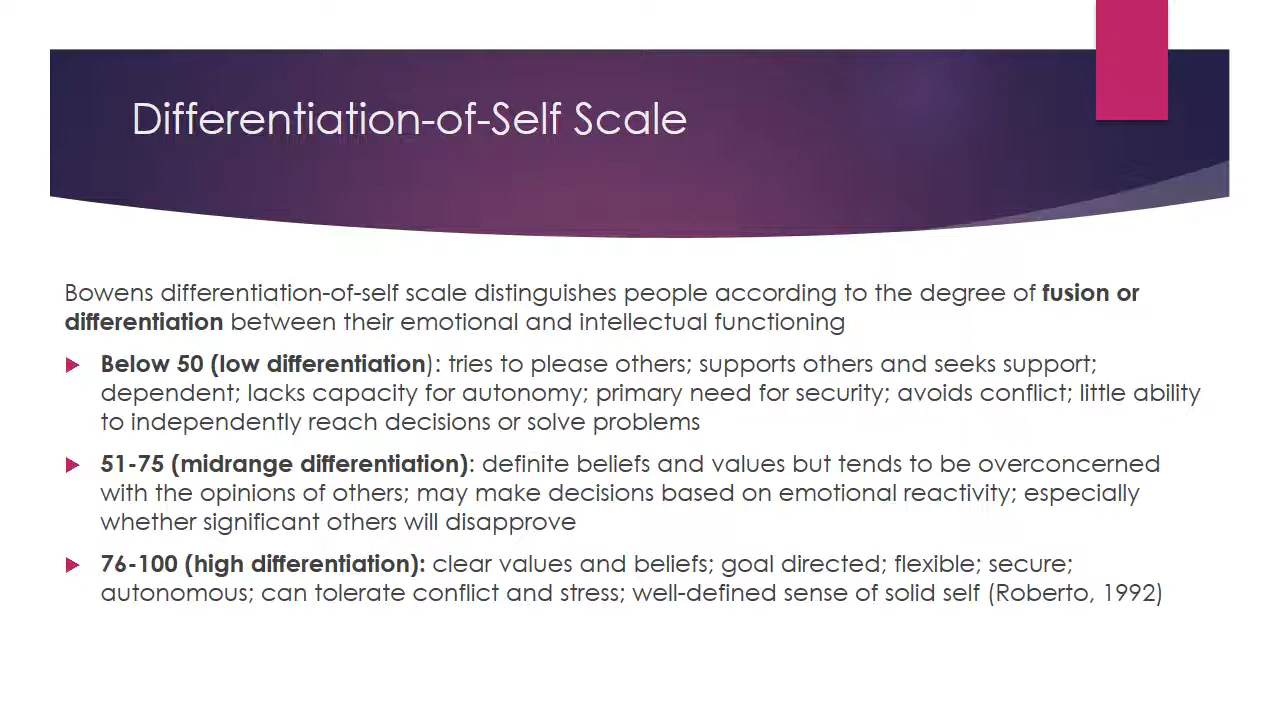 Differentiation-of-Self Scale
Bowens differentiation-of-self scale distinguishes people according to the degree of fusion or
differentiation between their emotional and intellectual functioning
Below 50 (low differentiation): tries to please others; supports others and seeks support;
dependent; lacks capacity for autonomy; primary need for security; avoids conflict; little ability
to independently reach decisions or solve problems
51-75 (midrange differentiation): definite beliefs and values but tends to be overconcerned
with the opinions of others; may make decisions based on emotional reactivity; especially
whether significant others will disapprove
76-100 (high differentiation): clear values and beliefs; goal directed; flexible; secure;
autonomous; can tolerate conflict and stress; well-defined sense of solid self (Roberto, 1992)